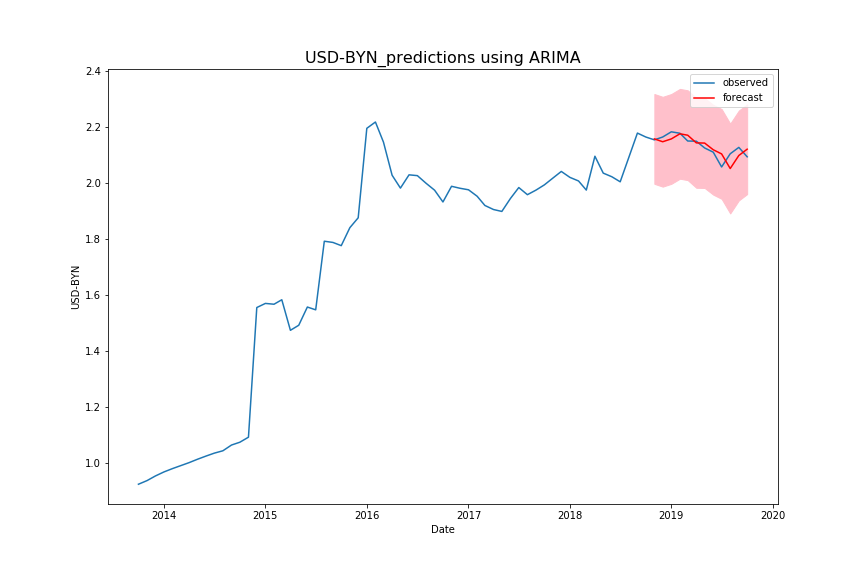 USD-BYN_predictions using ARIMA
observed
forecast
2.4
2.2
2.0
1.8
1.6
1.4
1.2
1.0
USD-BYN
2014 2015 2016 2017 2018 2019 2020
Date